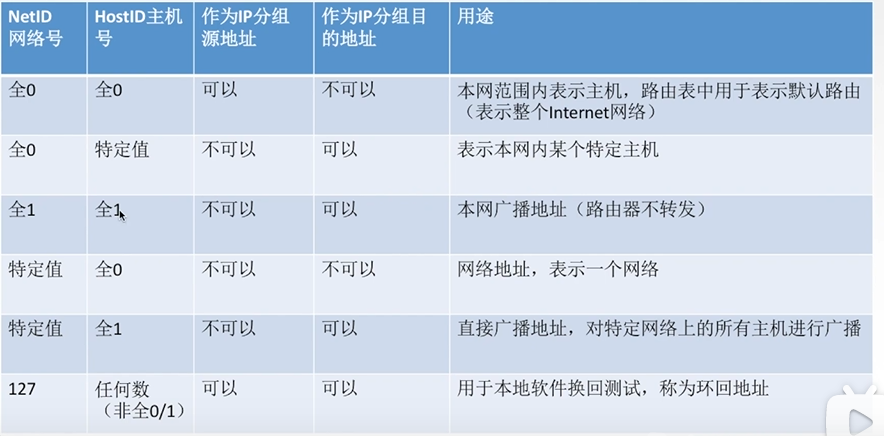 NetID
网络号
HostID主机
号
作为IP分组
源地址
作为IP分组目
的地址
用途
全0
全0
可以
不可以
本网范围内表示主机，路由表中用于表示默认路由
（表示整个Internet网络）
全0
特定值
不可以
可以
表示本网内某个特定主机
全1
全1
不可以
可以
本网广播地址（路由器不转发）
特定值
全0
不可以
不可以
网络地址，表示一个网络
特定值
全1
不可以
可以
直接广播地址，对特定网络上的所有主机进行广播
127
任何数
（非全0/1）
可以
可以
用于本地软件换回测试，称为环回地址